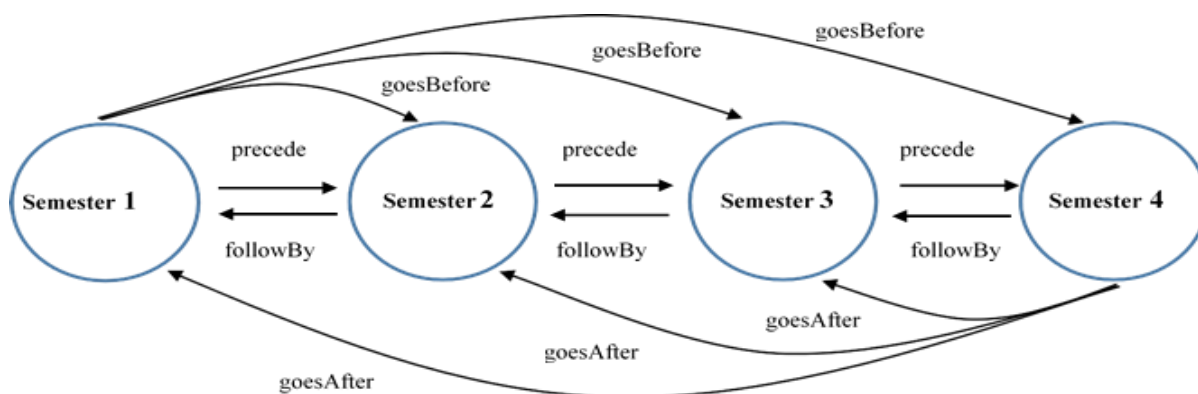 goesBefore
goesBefore
goesBefore
precede
precede
precede
Semester 1
Semester 2
Semester 3
Semester 4
followBy
followBy
followBy
goesAfter
goesAfter
goesAfter